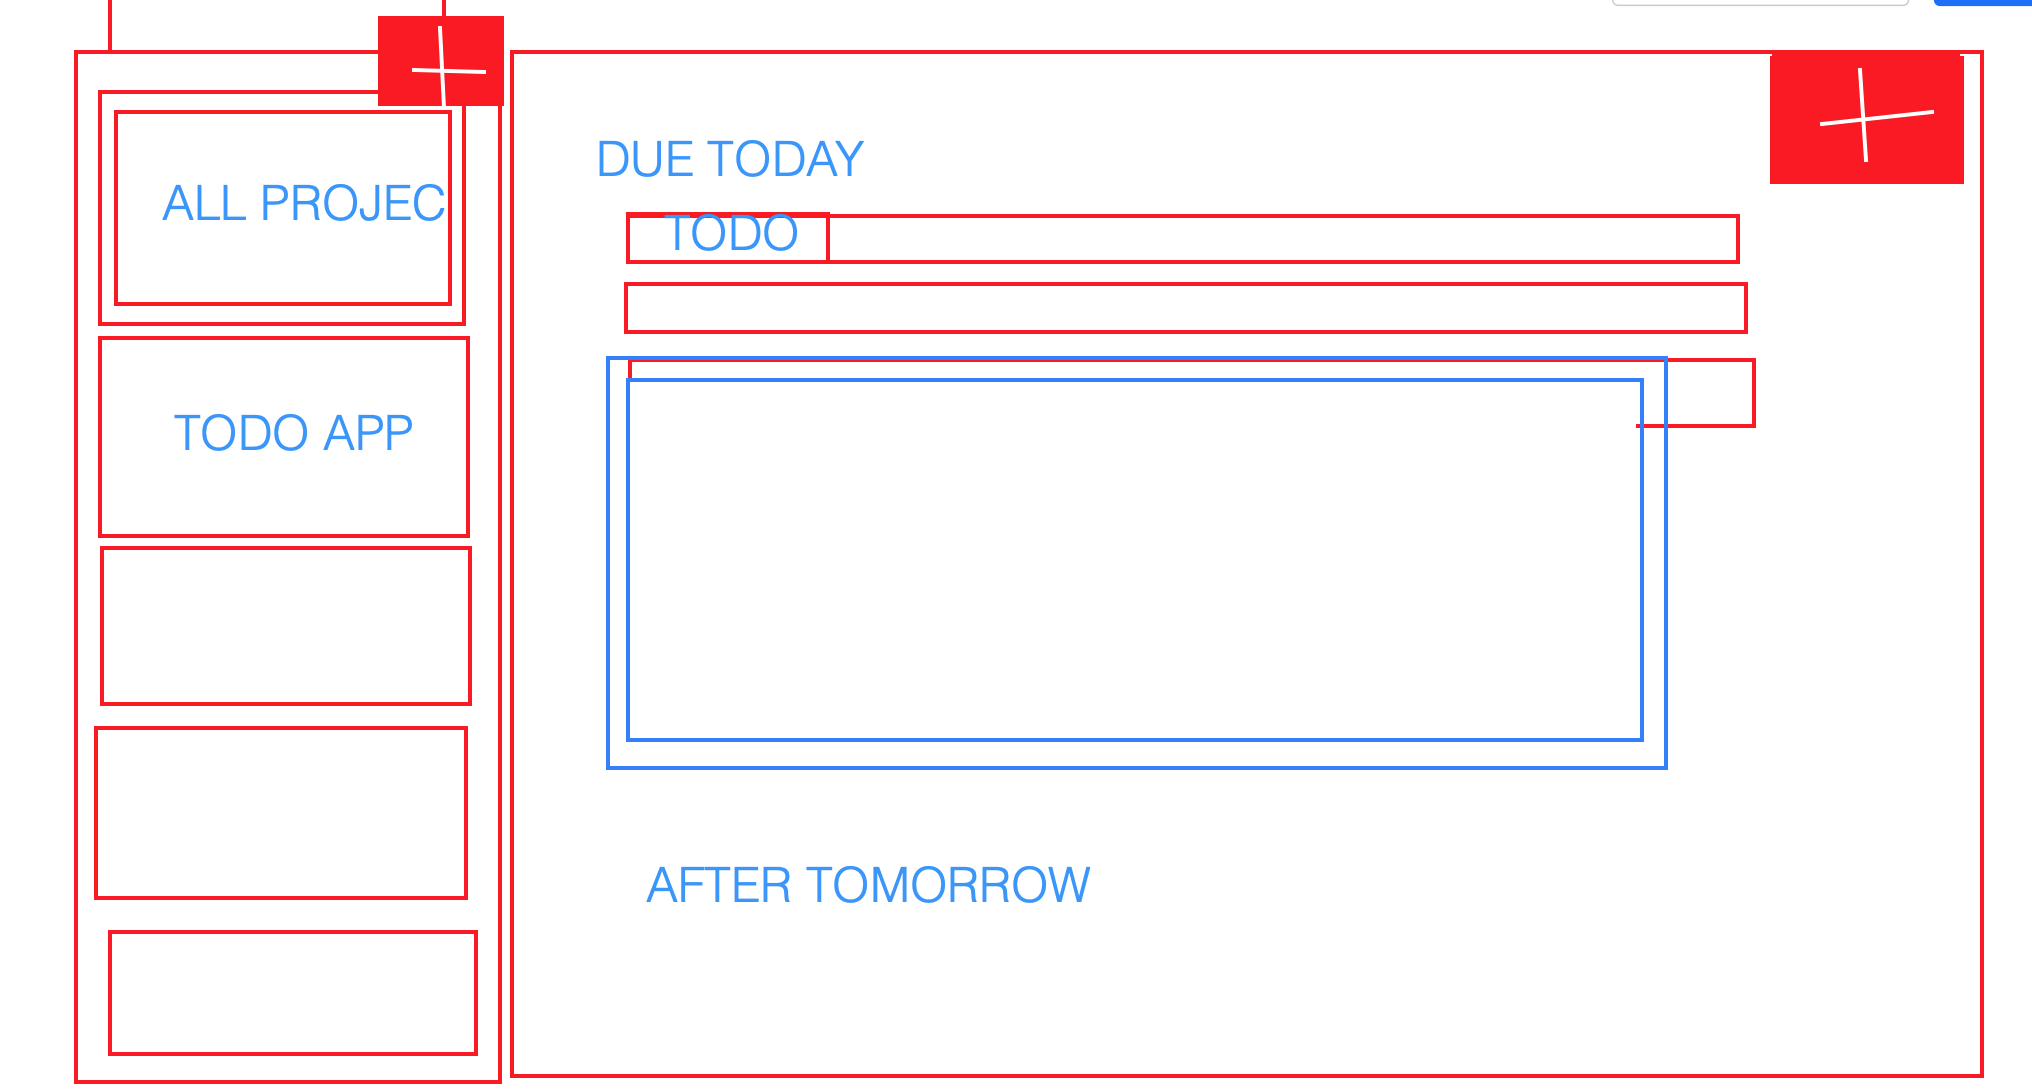 ALL PROJEC
TODO APP
DUE TODAY
TODO
AFTER TOMORROW